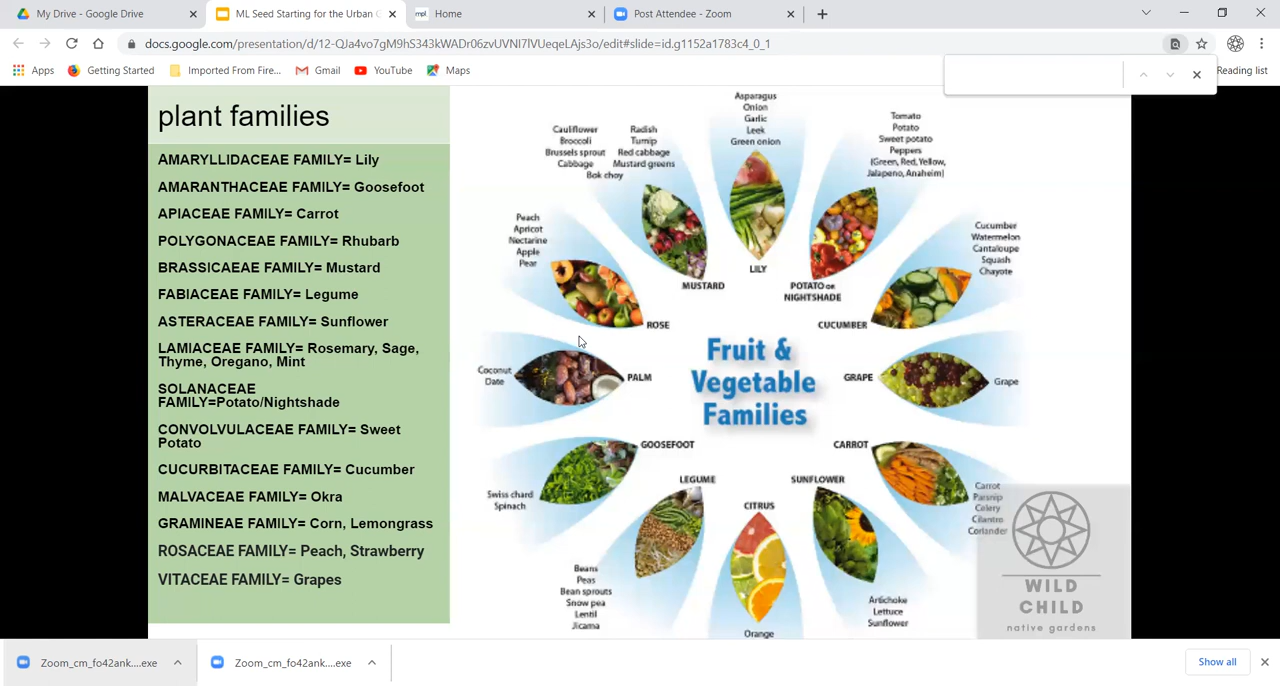 My Drive - Google Drive
ML Seed Starting for the Urban G
mpl
Home
Post Attendee - Zoom
docs.google.com/presentation/d/12-QJa4vo7gM9hS343kWADr06zvUVNI7lVUeqeLAjs3o/edit#slide=id.g1152a1783c4_0_1
Apps
Getting Started
Imported From Fire...
Gmail
YouTube
Maps
Reading list
plant families
AMARYLLIDACEAE FAMILY= Lily
AMARANTHACEAE FAMILY= Goosefoot
APIACEAE FAMILY= Carrot
POLYGONACEAE FAMILY= Rhubarb
BRASSICAEAE FAMILY= Mustard
FABIACEAE FAMILY= Legume
ASTERACEAE FAMILY= Sunflower
LAMIACEAE FAMILY= Rosemary, Sage,
Thyme, Oregano, Mint
SOLANACEAE
FAMILY=Potato/Nightshade
CONVOLVULACEAE FAMILY= Sweet
Potato
CUCURBITACEAE FAMILY= Cucumber
MALVACEAE FAMILY= Okra
GRAMINEAE FAMILY= Corn, Lemongrass
ROSACEAE FAMILY= Peach, Strawberry
VITACEAE FAMILY= Grapes
Asparagus
Onion
Garlic
Leek
Green onion
LILY
Tomato
Potato
Sweet potato
Peppers
(Green, Red, Yellow,
Jalapeno, Anaheim)
POTATO or
NIGHTSHADE
Cucumber
Watermelon
Cantaloupe
Squash
Chayote
CUCUMBER
GRAPE
Grape
CARROT
Carrot
Parsnip
Celery
Cilantro
Coriander
SUNFLOWER
Artichoke
Lettuce
Sunflower
CITRUS
Orange
LEGUME
Beans
Peas
Bean sprouts
Snow pea
Lentil
Jicama
GOOSEFOOT
Swiss chard
Spinach
PALM
Coconut
Date
ROSE
Peach
Apricot
Nectarine
Apple
Pear
MUSTARD
Cauliflower
Broccoli
Brussels sprout
Cabbage
Radish
Turnip
Red cabbage
Mustard greens
Bok choy
Fruit &
Vegetable
Families
WILD
CHILD
native gardens
Zoom_cm_fo42ank....exe
Zoom_cm_fo42ank....exe
Show all